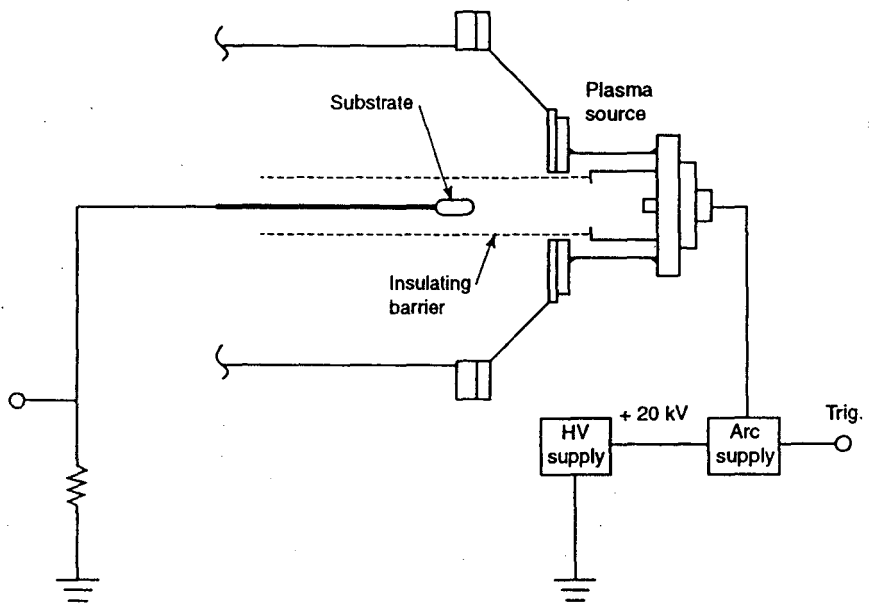 Plasma
source
Substrate
Insulating
barrier
+ 20 kV
Trig.
HV
supply
Arc
supply